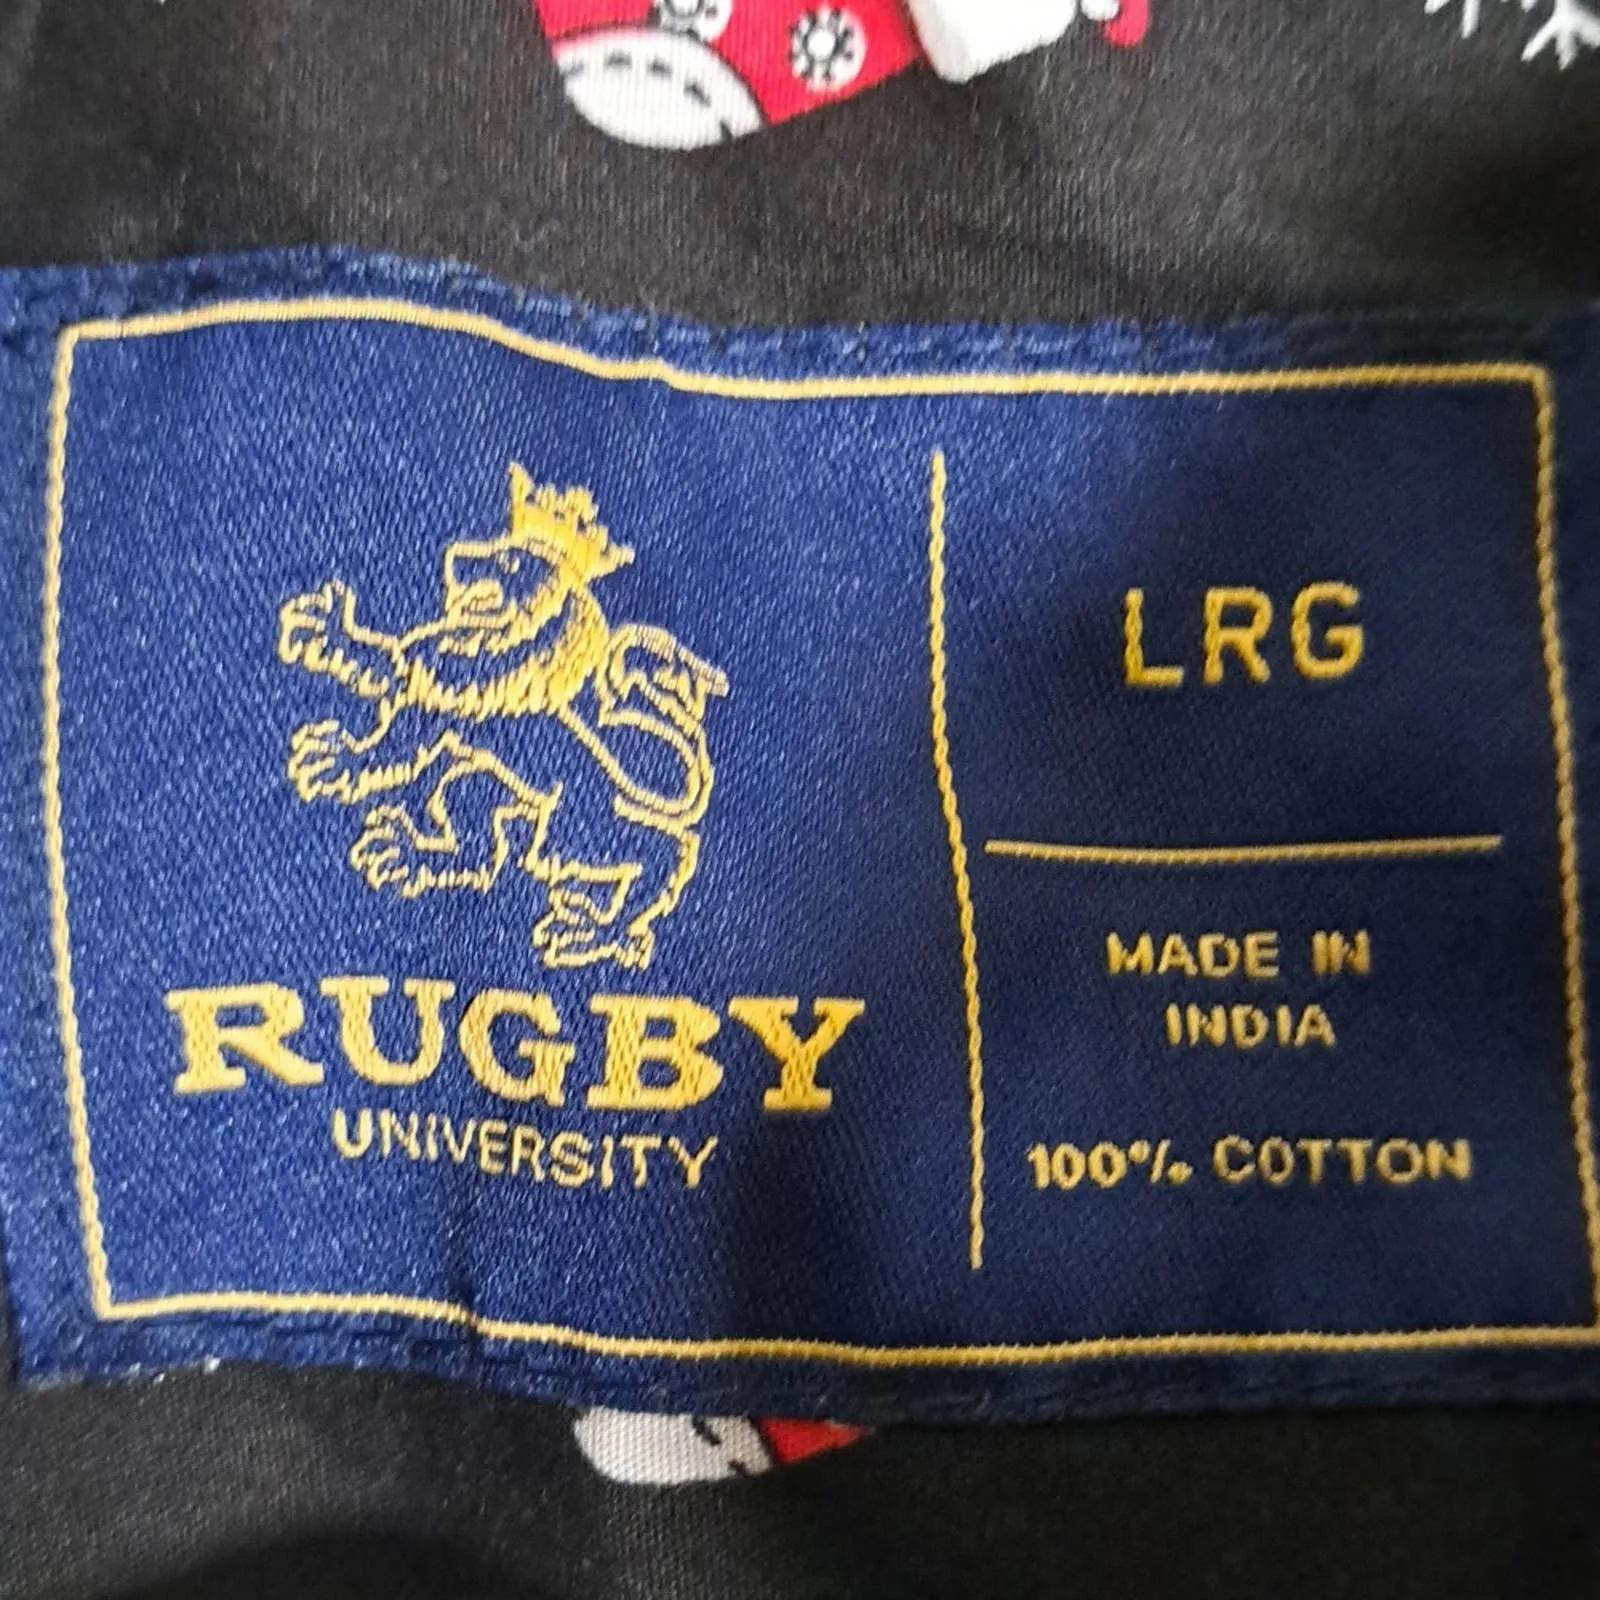 RUGBY
UNIVERSITY
LRG
MADE IN
INDIA
100% COTTON